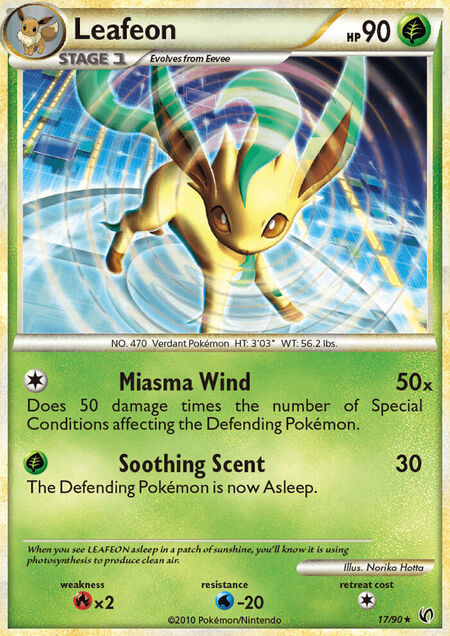 Leafeon HP 90
STAGE 1 Evolves from Eevee
NO. 470 Verdant Pokémon HT: 3'03" WT: 56.2 lbs.
Miasma Wind 50x
Does 50 damage times the number of Special
Conditions affecting the Defending Pokémon.
Soothing Scent 30
The Defending Pokémon is now Asleep.
When you see LEAFEON asleep in a patch of sunshine, you'll know it is using
photosynthesis to produce clean air.
Illus. Noriko Hotta
weakness resistance retreat cost
×2 -20
©2010 Pokémon/Nintendo 17/90★